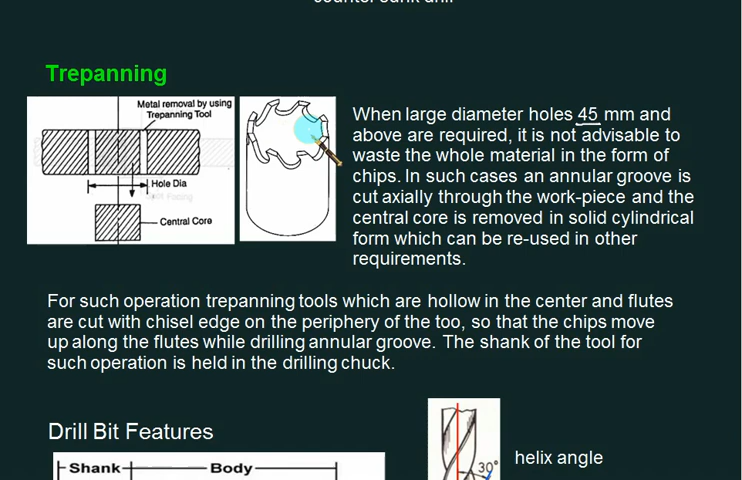 counter sunk drill
Trepanning
Metal removal by using
Trepanning Tool
Hole Dia
Central Core
When large diameter holes 45 mm and
above are required, it is not advisable to
waste the whole material in the form of
chips. In such cases an annular groove is
cut axially through the work-piece and the
central core is removed in solid cylindrical
form which can be re-used in other
requirements.
For such operation trepanning tools which are hollow in the center and flutes
are cut with chisel edge on the periphery of the too, so that the chips move
up along the flutes while drilling annular groove. The shank of the tool for
such operation is held in the drilling chuck.
Drill Bit Features
Shank
Body
30°
helix angle